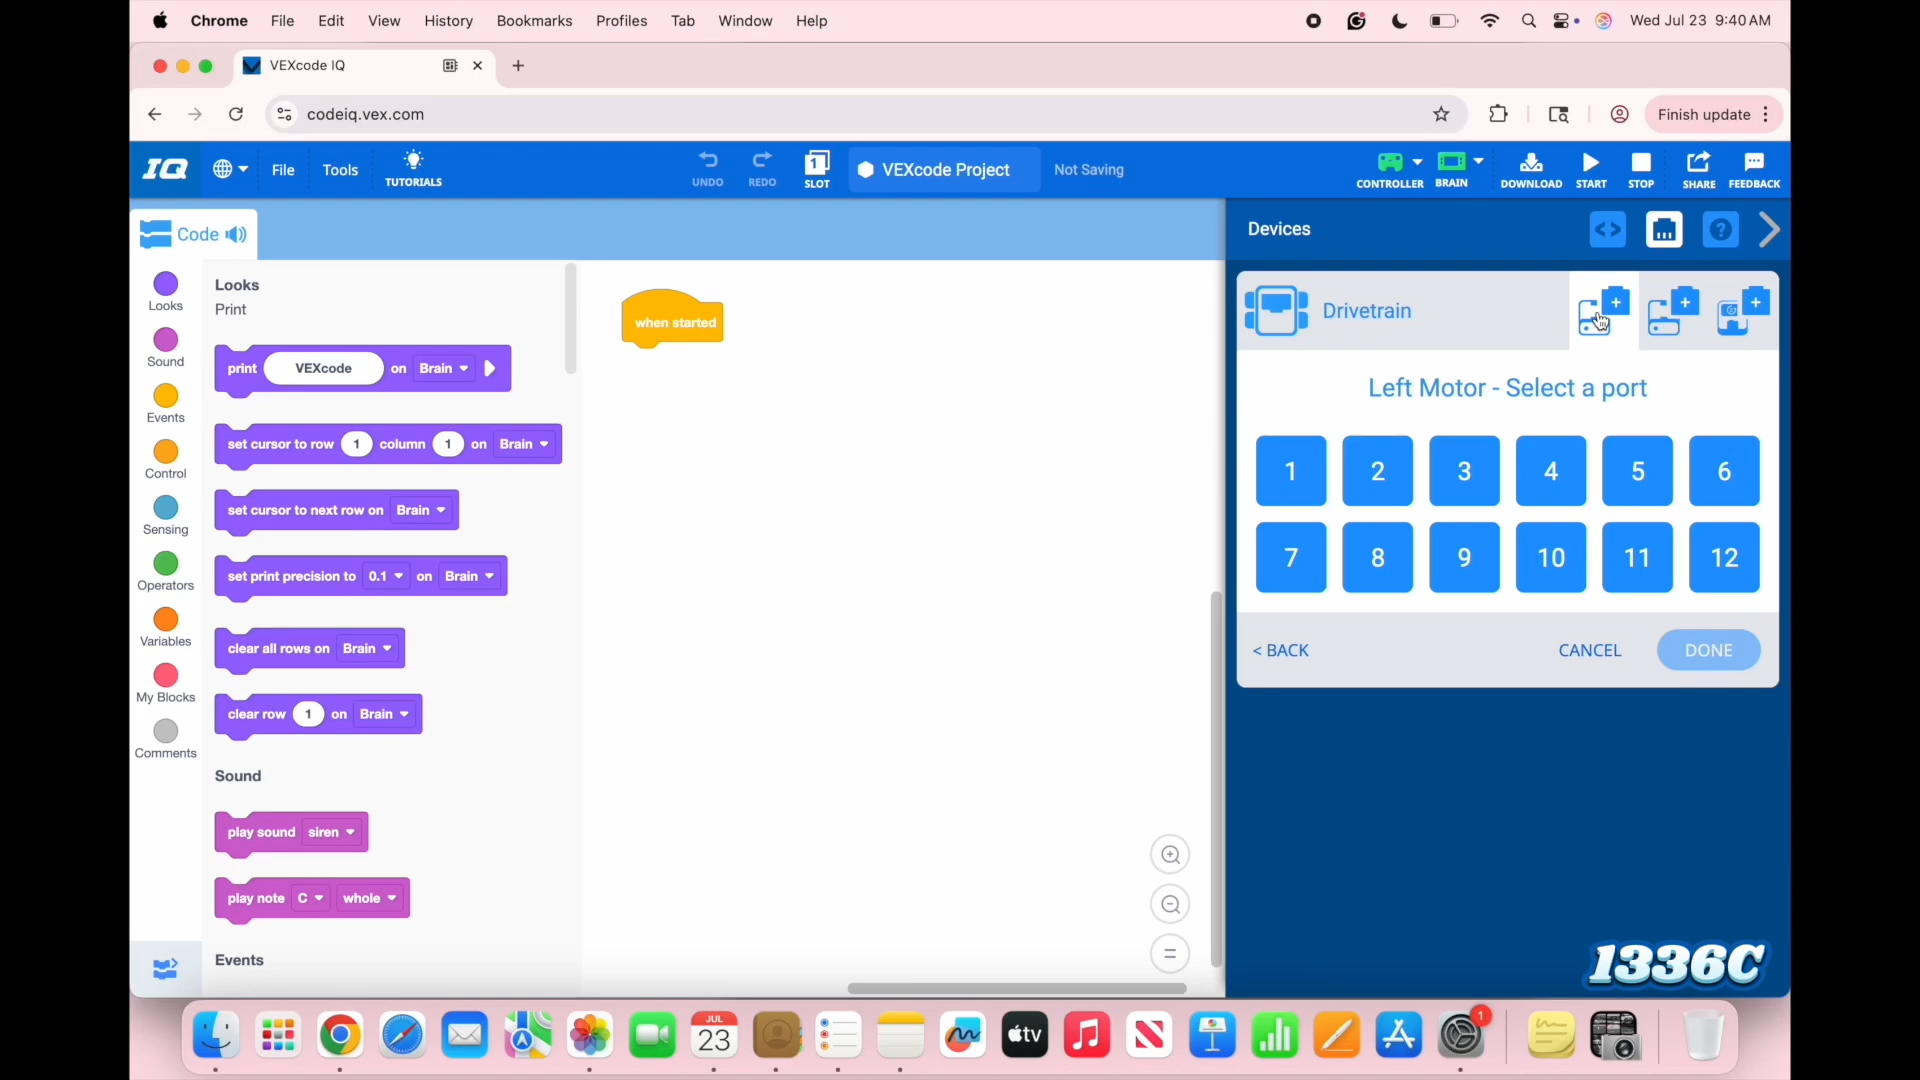 Chrome File Edit View History Bookmarks Profiles Tab Window Help Wed Jul 23 9:40 AM
VEXcode IQ
codeiq.vex.com Finish update
IQ File Tools TUTORIALS UNDO REDO 1 SLOT VEXcode Project Not Saving CONTROLLER BRAIN DOWNLOAD START STOP SHARE FEEDBACK
Code
Looks
Sound
Events
Control
Sensing
Operators
Variables
My Blocks
Comments
Looks
Print
print VEXcode on Brain
set cursor to row 1 column 1 on Brain
set cursor to next row on Brain
set print precision to 0.1 on Brain
clear all rows on Brain
clear row 1 on Brain
Sound
play sound siren
play note C whole
Events
when started
Devices
Drivetrain
Left Motor - Select a port
1 2 3 4 5 6
7 8 9 10 11 12
< BACK CANCEL DONE
1336C
JUL
23
tv
1